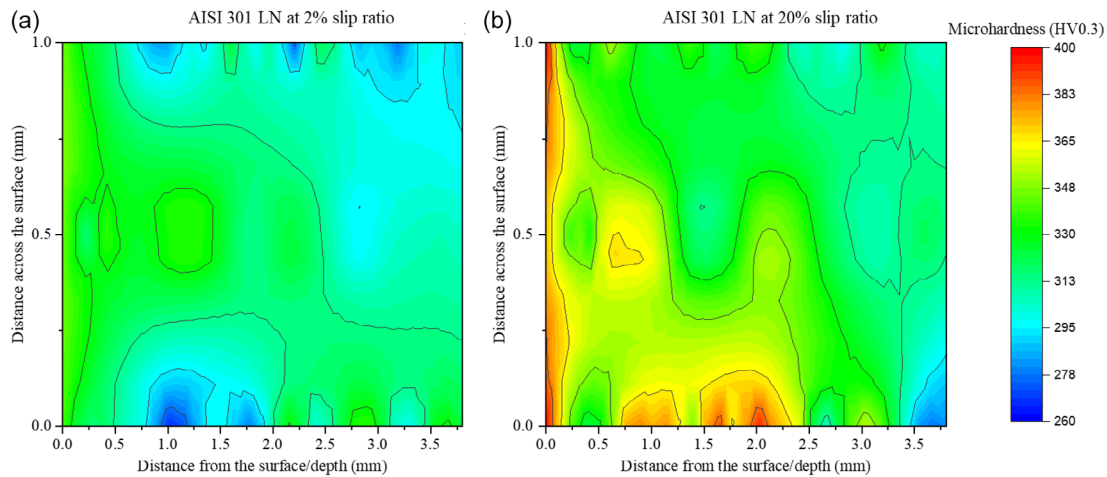 (a) AISI 301 LN at 2% slip ratio
1.0
0.5
0.0
Distance across the surface (mm)
0.0 0.5 1.0 1.5 2.0 2.5 3.0 3.5
Distance from the surface/depth (mm)
(b) AISI 301 LN at 20% slip ratio
1.0
0.5
0.0
Distance across the surface (mm)
0.0 0.5 1.0 1.5 2.0 2.5 3.0 3.5
Distance from the surface/depth (mm)
Microhardness (HV0.3)
400
383
365
348
330
313
295
278
260